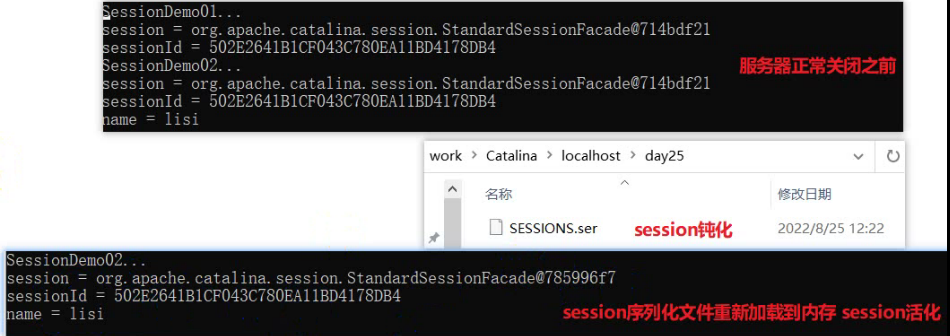 SessionDemo01...
session = org.apache.catalina.session.StandardSessionFacade@714bdf21
sessionId = 502E2641B1CF043C780EA11BD4178DB4
SessionDemo02...
服务器正常关闭之前
session = org.apache.catalina.session.StandardSessionFacade@714bdf21
sessionId = 502E2641B1CF043C780EA11BD4178DB4
name = lisi
work > Catalina > localhost > day25
名称 修改日期
SESSIONS.ser session钝化 2022/8/25 12:22
SessionDemo02...
session = org.apache.catalina.session.StandardSessionFacade@785996f7
sessionId = 502E2641B1CF043C780EA11BD4178DB4
name = lisi
session序列化文件重新加载到内存 session活化